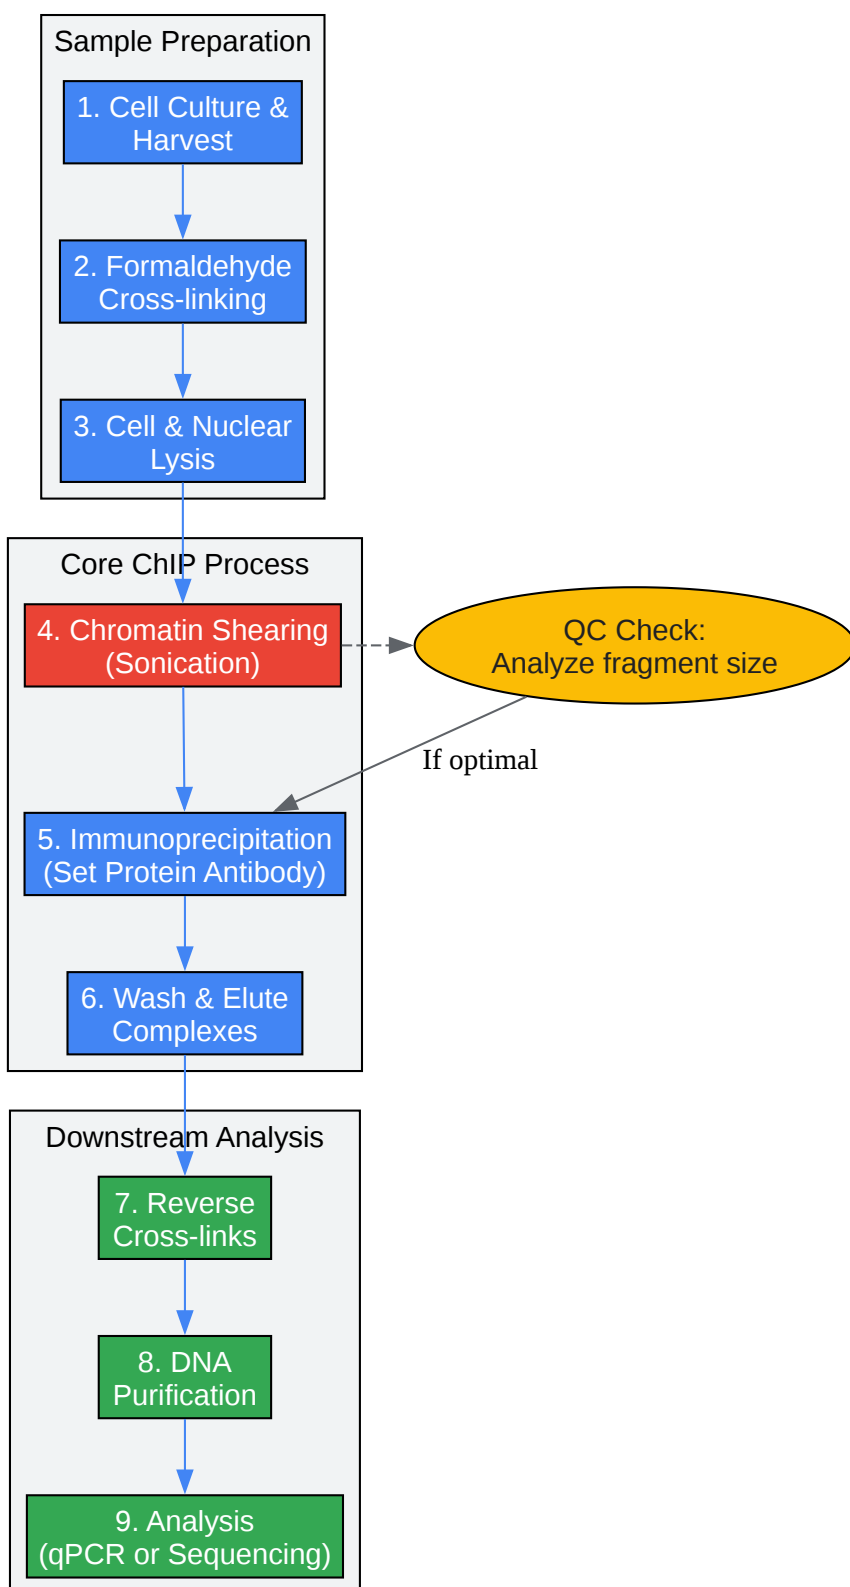 Sample Preparation
1. Cell Culture &
Harvest
2. Formaldehyde
Cross-linking
3. Cell & Nuclear
Lysis
Core ChIP Process
4. Chromatin Shearing
(Sonication)
QC Check:
Analyze fragment size
If optimal
5. Immunoprecipitation
(Set Protein Antibody)
6. Wash & Elute
Complexes
Downstream Analysis
7. Reverse
Cross-links
8. DNA
Purification
9. Analysis
(qPCR or Sequencing)